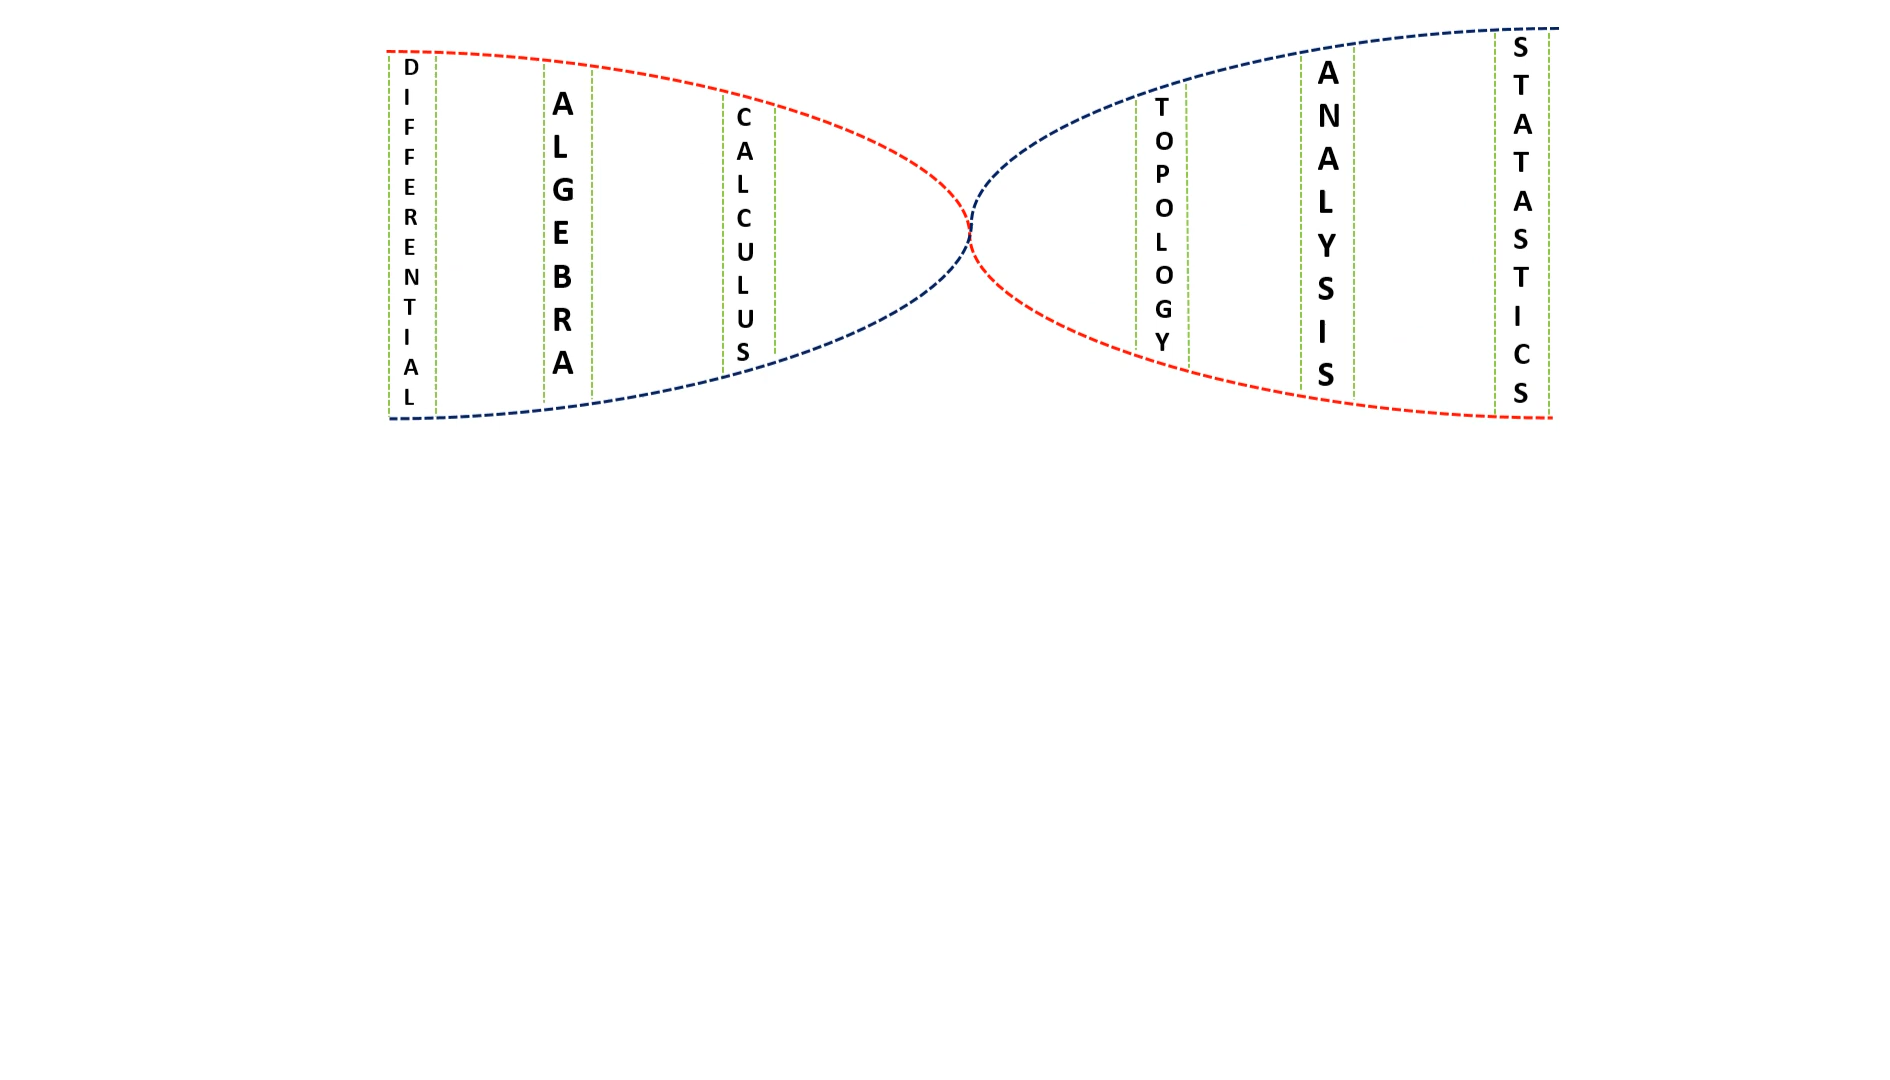 DIFFERENTIAL
ALGEBRA
CALCULUS
TOPOLOGY
ANALYSIS
STATASTICS